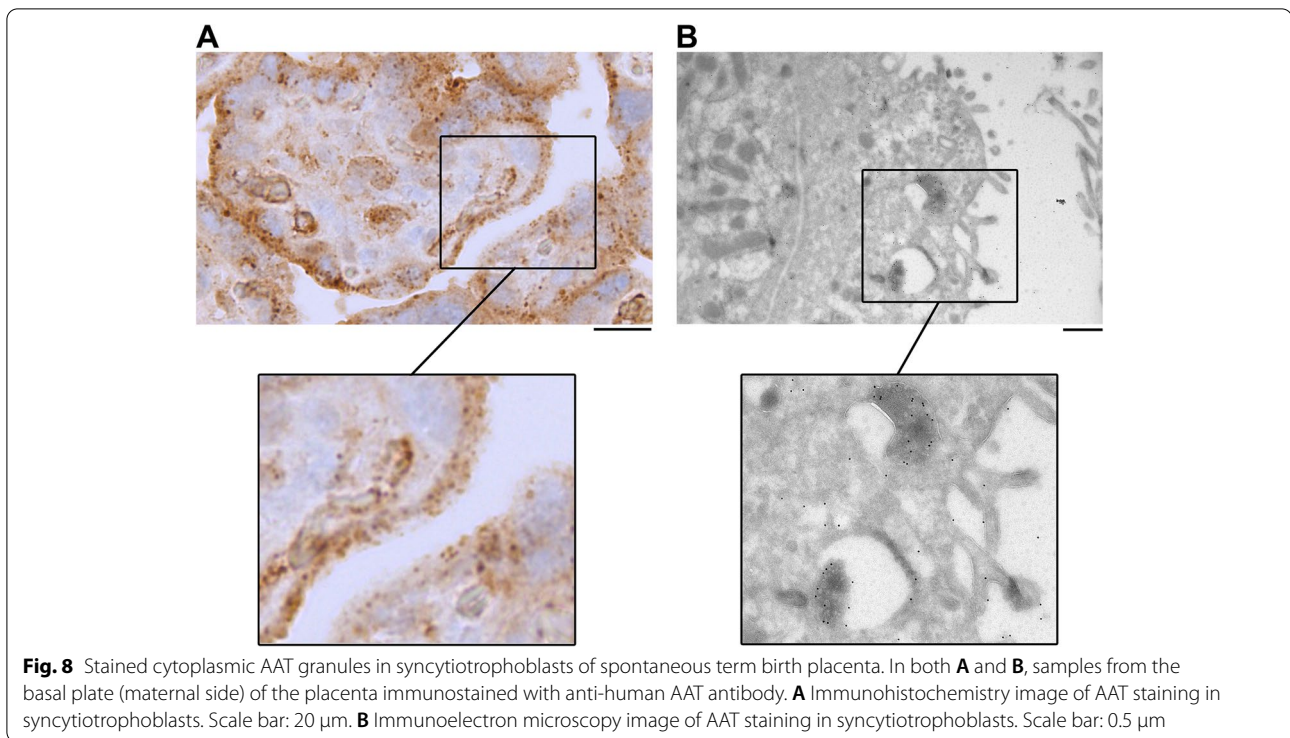 A
B
Fig. 8 Stained cytoplasmic AAT granules in syncytiotrophoblasts of spontaneous term birth placenta. In both A and B, samples from the
basal plate (maternal side) of the placenta immunostained with anti-human AAT antibody. A Immunohistochemistry image of AAT staining in
syncytiotrophoblasts. Scale bar: 20 µm. B Immunoelectron microscopy image of AAT staining in syncytiotrophoblasts. Scale bar: 0.5 µm